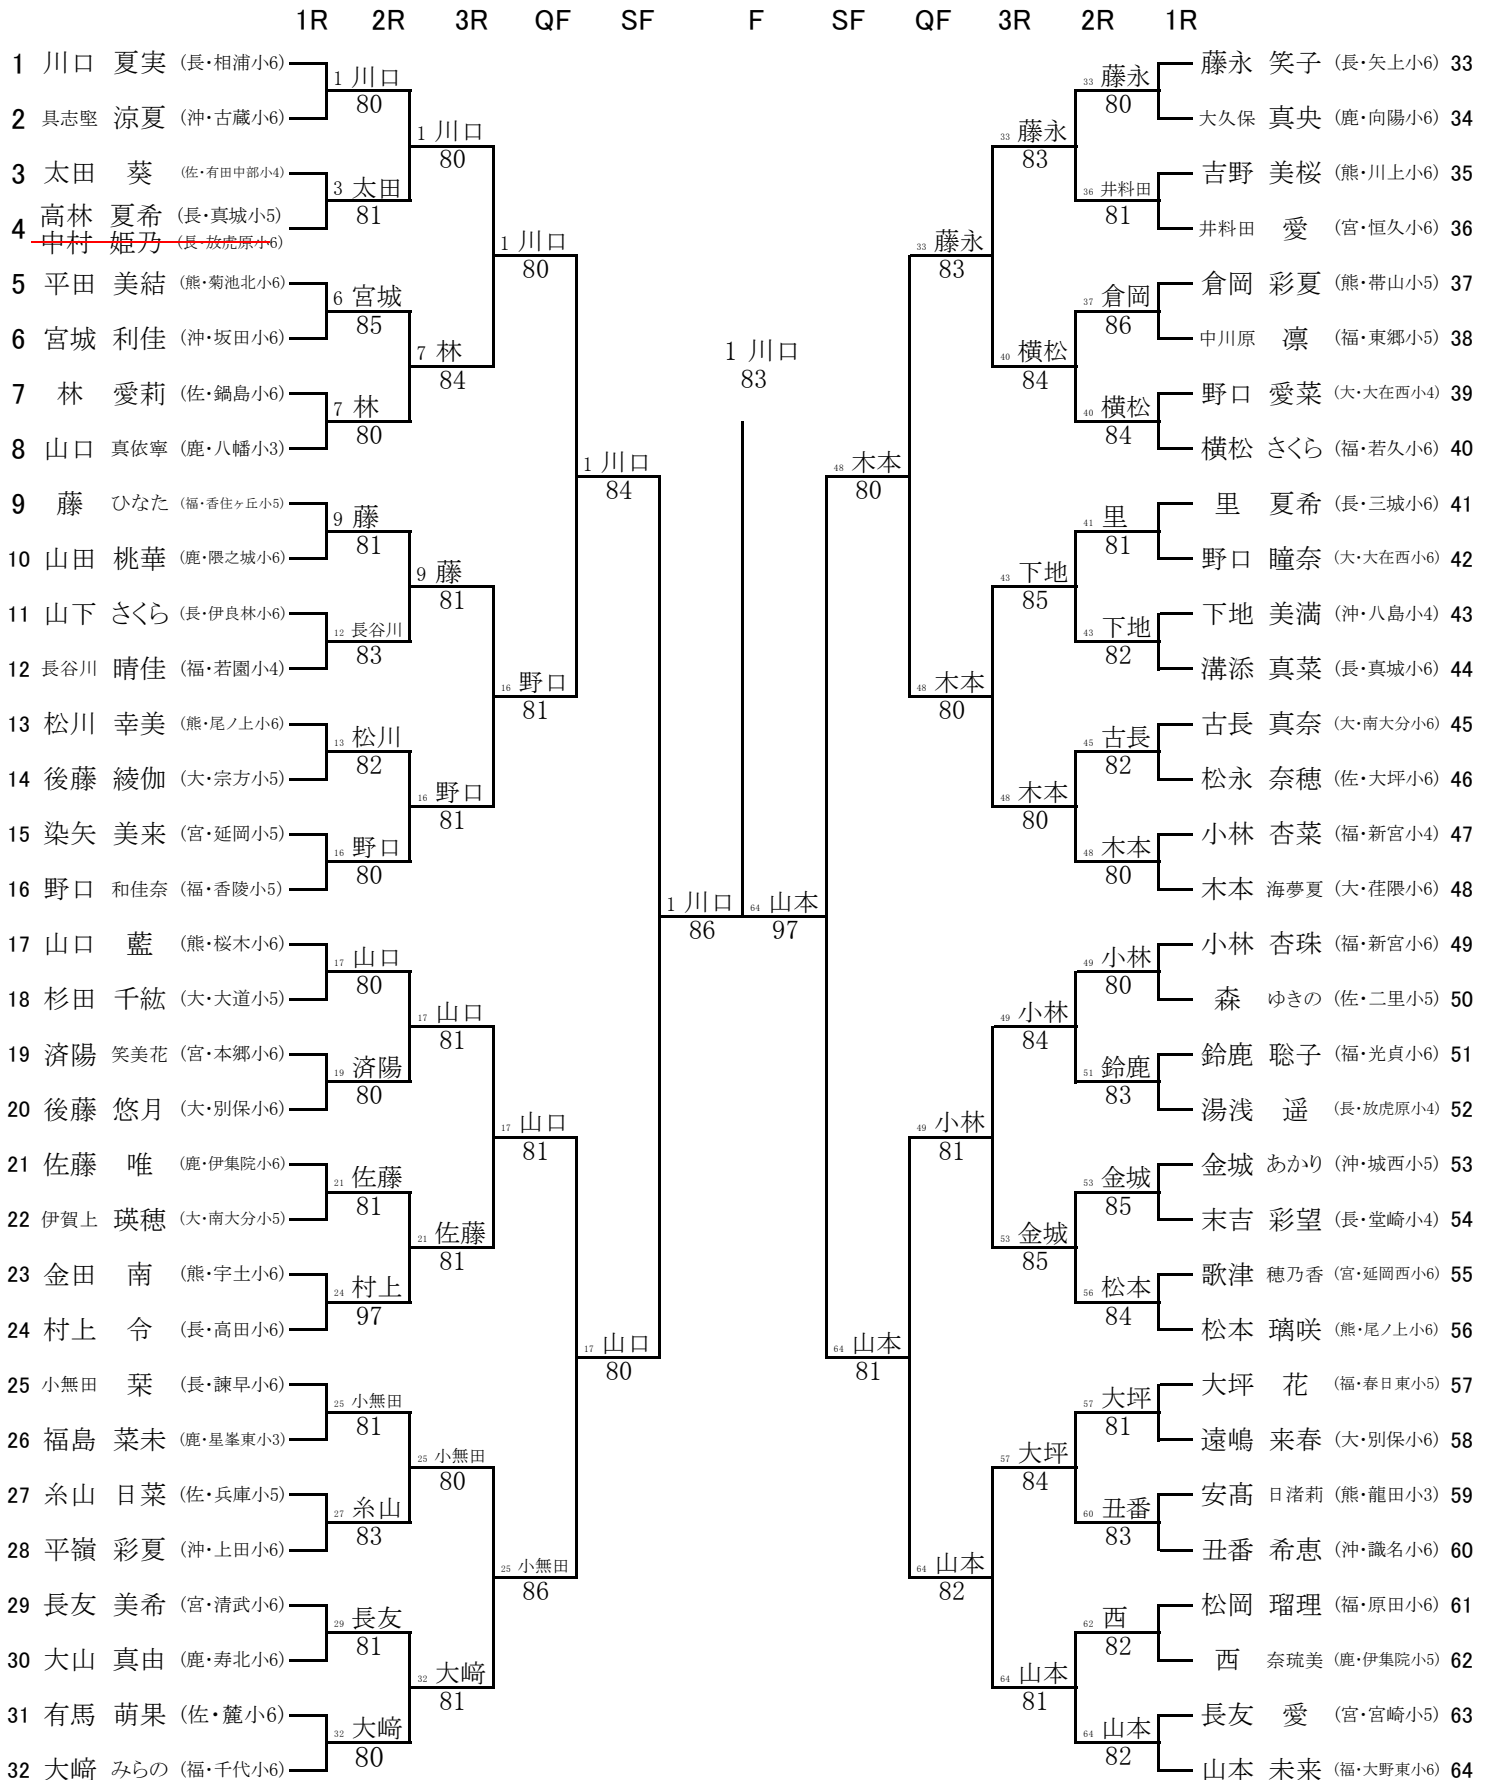 1R 2R 3R QF SF F SF QF 3R 2R 1R
1 川口 夏実 (長・相浦小6)
2 具志堅 涼夏 (沖・古蔵小6)
3 太田 葵 (佐・有田中部小4)
4 高林 夏希 (長・真城小5)
中村 姫乃 (長・放虎原小6)
5 平田 美結 (熊・菊池北小6)
6 宮城 利佳 (沖・坂田小6)
7 林 愛莉 (佐・鍋島小6)
8 山口 真依寧 (鹿・八幡小3)
9 藤 ひなた (福・香住ヶ丘小5)
10 山田 桃華 (鹿・隈之城小6)
11 山下 さくら (長・伊良林小6)
12 長谷川 晴佳 (福・若園小4)
13 松川 幸美 (熊・尾ノ上小6)
14 後藤 綾伽 (大・宗方小5)
15 染矢 美来 (宮・延岡小5)
16 野口 和佳奈 (福・香陵小5)
17 山口 藍 (熊・桜木小6)
18 杉田 千紘 (大・大道小5)
19 済陽 笑美花 (宮・本郷小6)
20 後藤 悠月 (大・別保小6)
21 佐藤 唯 (鹿・伊集院小6)
22 伊賀上 瑛穂 (大・南大分小5)
23 金田 南 (熊・宇土小6)
24 村上 令 (長・高田小6)
25 小無田 栞 (長・諫早小6)
26 福島 菜未 (鹿・星峯東小3)
27 糸山 日菜 (佐・兵庫小5)
28 平嶺 彩夏 (沖・上田小6)
29 長友 美希 (宮・清武小6)
30 大山 真由 (鹿・寿北小6)
31 有馬 萌果 (佐・麓小6)
32 大﨑 みらの (福・千代小6)
1 川口
80
3 太田
81
6 宮城
85
7 林
80
9 藤
81
12 長谷川
83
13 松川
82
16 野口
80
17 山口
80
19 済陽
80
21 佐藤
81
24 村上
97
25 小無田
81
27 糸山
83
29 長友
81
32 大﨑
80
1 川口
80
7 林
84
9 藤
81
16 野口
81
17 山口
81
21 佐藤
81
25 小無田
80
32 大﨑
81
1 川口
80
16 野口
81
17 山口
81
25 小無田
86
1 川口
84
17 山口
80
1 川口
86
1 川口
83
64 山本
97
48 木本
80
64 山本
81
33 藤永
83
48 木本
80
49 小林
81
64 山本
82
33 藤永
83
40 横松
84
43 下地
85
48 木本
80
49 小林
84
53 金城
85
57 大坪
84
64 山本
81
33 藤永
80
36 井料田
81
37 倉岡
86
40 横松
84
41 里
81
43 下地
82
45 古長
82
48 木本
80
49 小林
80
51 鈴鹿
83
53 金城
85
56 松本
84
57 大坪
81
60 丑番
83
62 西
82
64 山本
82
藤永 笑子 (長・矢上小6) 33
大久保 真央 (鹿・向陽小6) 34
吉野 美桜 (熊・川上小6) 35
井料田 愛 (宮・恒久小6) 36
倉岡 彩夏 (熊・帯山小5) 37
中川原 凛 (福・東郷小5) 38
野口 愛菜 (大・大在西小4) 39
横松 さくら (福・若久小6) 40
里 夏希 (長・三城小6) 41
野口 瞳奈 (大・大在西小6) 42
下地 美満 (沖・八島小4) 43
溝添 真菜 (長・真城小6) 44
古長 真奈 (大・南大分小6) 45
松永 奈穂 (佐・大坪小6) 46
小林 杏菜 (福・新宮小4) 47
木本 海夢夏 (大・荏隈小6) 48
小林 杏珠 (福・新宮小6) 49
森 ゆきの (佐・二里小5) 50
鈴鹿 聡子 (福・光貞小6) 51
湯浅 遥 (長・放虎原小4) 52
金城 あかり (沖・城西小5) 53
末吉 彩望 (長・堂崎小4) 54
歌津 穂乃香 (宮・延岡西小6) 55
松本 璃咲 (熊・尾ノ上小6) 56
大坪 花 (福・春日東小5) 57
遠嶋 来春 (大・別保小6) 58
安髙 日渚莉 (熊・龍田小3) 59
丑番 希恵 (沖・識名小6) 60
松岡 瑠理 (福・原田小6) 61
西 奈琉美 (鹿・伊集院小5) 62
長友 愛 (宮・宮崎小5) 63
山本 未来 (福・大野東小6) 64